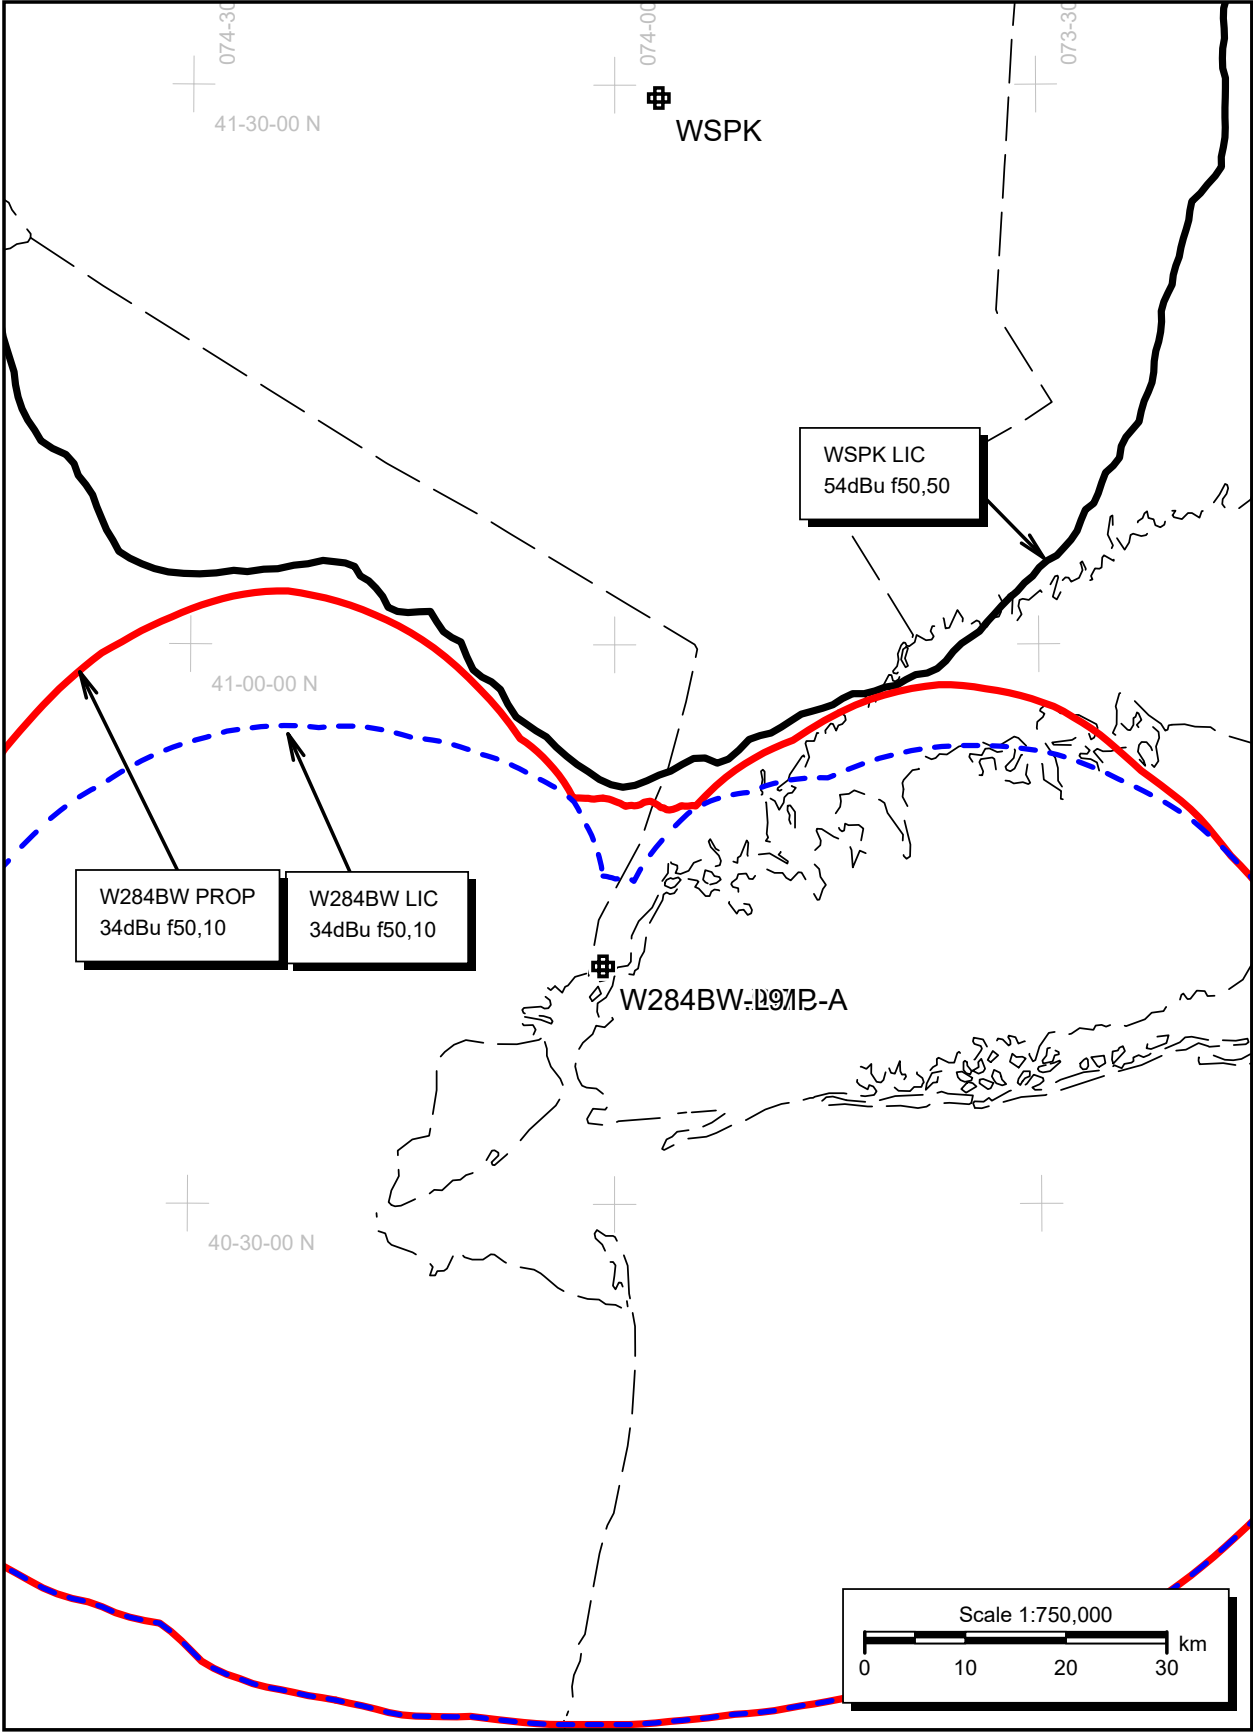 074-30
074-00
073-30
41-30-00 N
WSPK
WSPK LIC
54dBu f50,50
41-00-00 N
W284BW PROP
34dBu f50,10
W284BW LIC
34dBu f50,10
W284BW
40-30-00 N
Scale 1:750,000
km
0 10 20 30